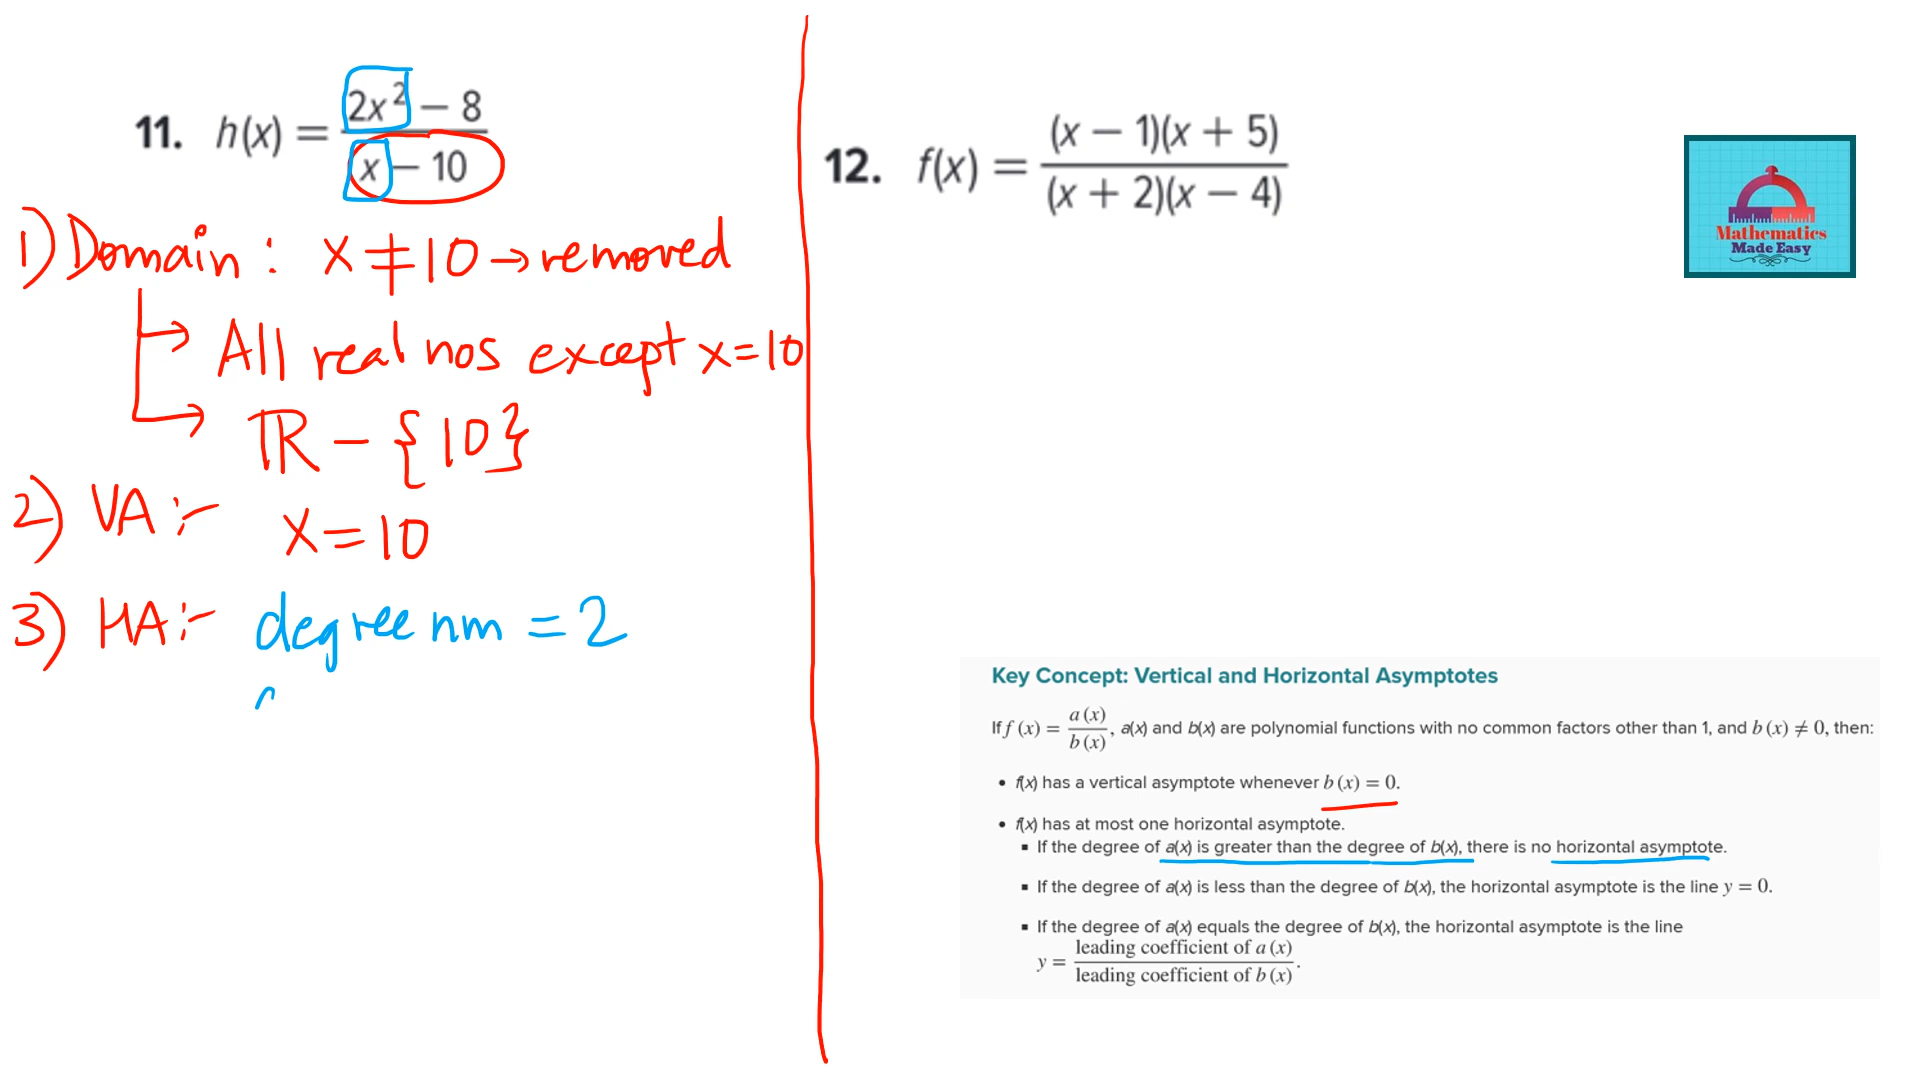 11. h(x) = (2x² − 8)/(x − 10)
1) Domain : x ≠ 10 → removed
→ All real nos except x = 10
→ ℝ − {10}
2) VA :- x = 10
3) HA :- degree nm = 2
12. f(x) = ((x − 1)(x + 5))/((x + 2)(x − 4))
Mathematics
Made Easy
Key Concept: Vertical and Horizontal Asymptotes
If f (x) = a (x)/b (x), a(x) and b(x) are polynomial functions with no common factors other than 1, and b (x) ≠ 0, then:
• f(x) has a vertical asymptote whenever b (x) = 0.
• f(x) has at most one horizontal asymptote.
▪ If the degree of a(x) is greater than the degree of b(x), there is no horizontal asymptote.
▪ If the degree of a(x) is less than the degree of b(x), the horizontal asymptote is the line y = 0.
▪ If the degree of a(x) equals the degree of b(x), the horizontal asymptote is the line
y = leading coefficient of a (x)/leading coefficient of b (x).